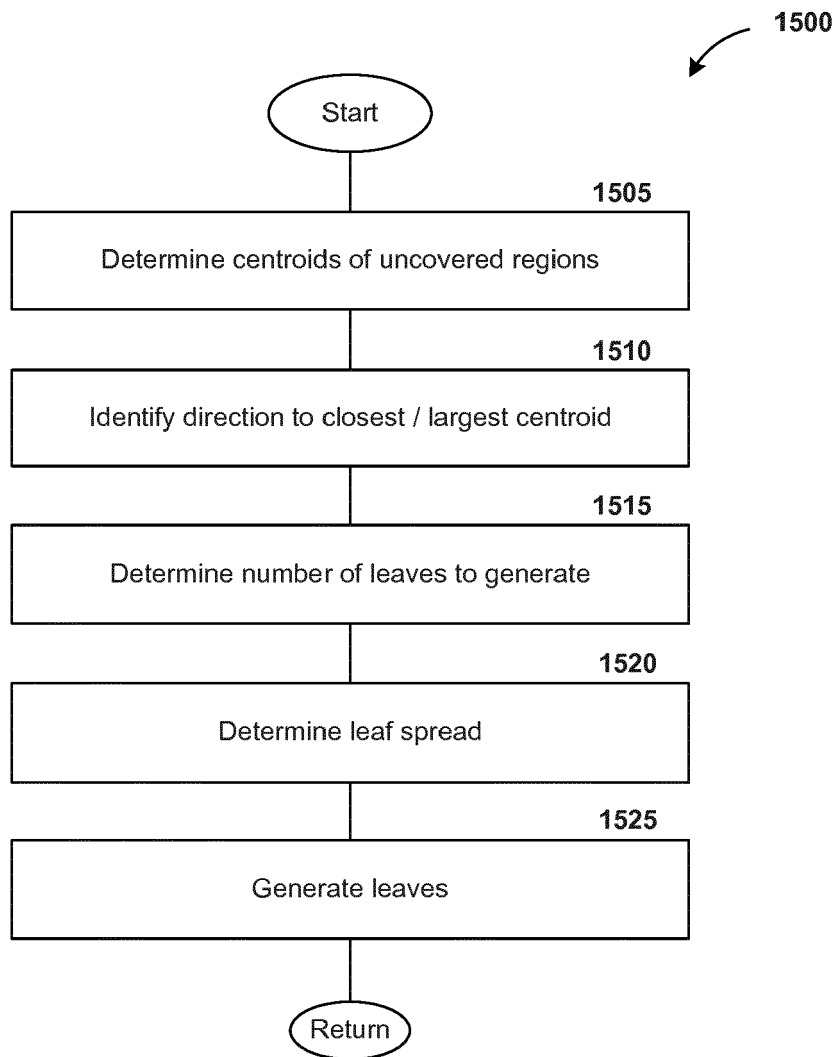 1500
Start
1505
Determine centroids of uncovered regions
1510
Identify direction to closest / largest centroid
1515
Determine number of leaves to generate
1520
Determine leaf spread
1525
Generate leaves
Return